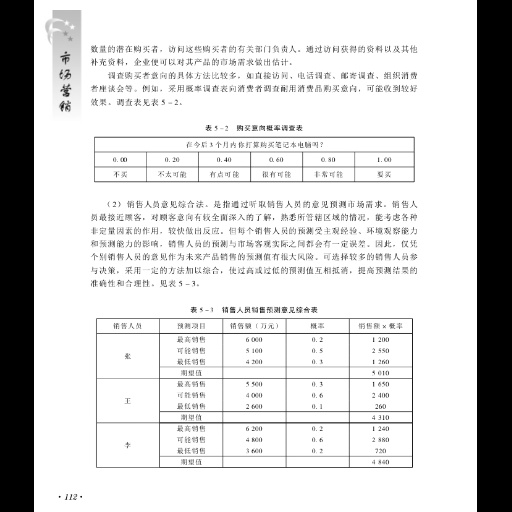 市场营销
数量的潜在购买者，访问这些购买者的有关部门负责人。通过访问获得的资料以及其他
补充资料，企业便可以对其产品的市场需求做出估计。
调查购买者意向的具体方法比较多，如直接访问、电话调查、邮寄调查、组织消费
者座谈会等。例如，采用概率调查表向消费者调查耐用消费品购买意向，可能收到较好
效果。调查表见表 5－2。
表 5－2 购买意向概率调查表
在今后 3 个月内你打算购买笔记本电脑吗？
0.00 0.20 0.40 0.60 0.80 1.00
不买 不太可能 有点可能 很有可能 非常可能 要买
（2）销售人员意见综合法。是指通过听取销售人员的意见预测市场需求。销售人
员最接近顾客，对顾客意向有较全面深入的了解，熟悉所管辖区域的情况，能考虑各种
非定量因素的作用，较快做出反应。但每个销售人员的预测受主观经验、环境观察能力
和预测能力的影响，销售人员的预测与市场客观实际之间都会有一定误差。因此，仅凭
个别销售人员的意见作为未来产品销售的预测值有很大风险。可选择较多的销售人员参
与决策，采用一定的方法加以综合，使过高或过低的预测值互相抵消，提高预测结果的
准确性和合理性。见表 5－3。
表 5－3 销售人员销售预测意见综合表
销售人员 预测项目 销售额（万元） 概率 销售额×概率
张
最高销售 6 000 0.2 1 200
可能销售 5 100 0.5 2 550
最低销售 4 200 0.3 1 260
期望值 5 010
王
最高销售 5 500 0.3 1 650
可能销售 4 000 0.6 2 400
最低销售 2 600 0.1 260
期望值 4 310
李
最高销售 6 200 0.2 1 240
可能销售 4 800 0.6 2 880
最低销售 3 600 0.2 720
期望值 4 840
·112·